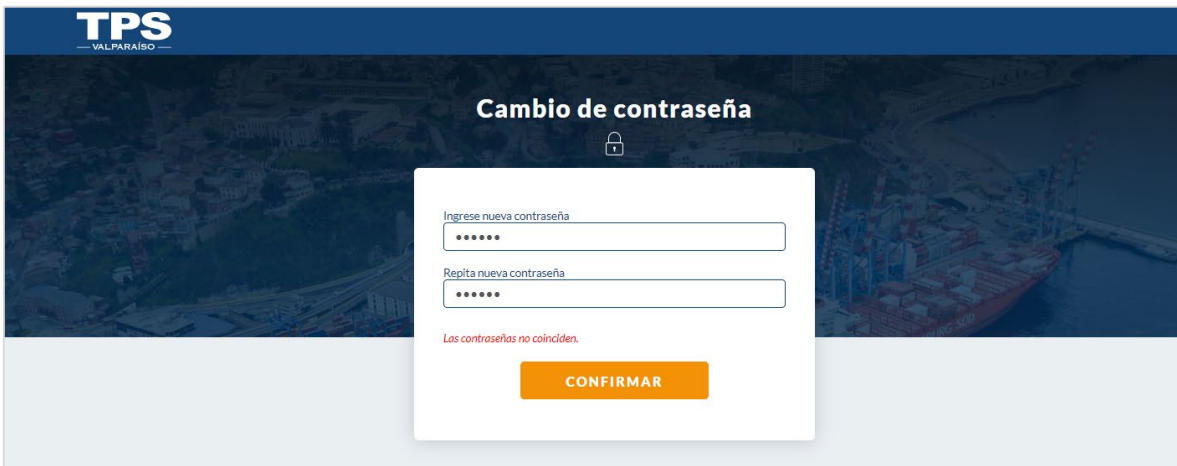 TPS
VALPARAÍSO
Cambio de contraseña
Ingrese nueva contraseña
••••••
Repita nueva contraseña
••••••
Las contraseñas no coinciden.
CONFIRMAR